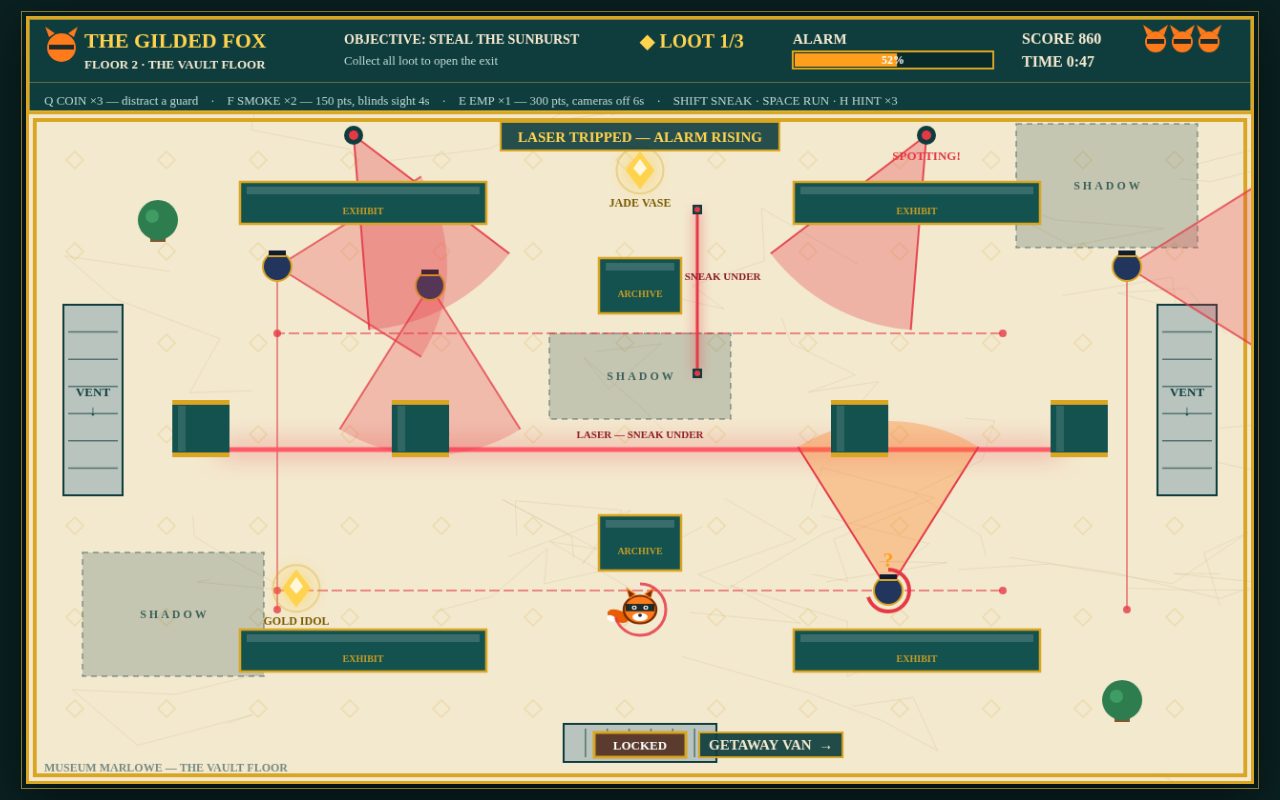 THE GILDED FOX
FLOOR 2 · THE VAULT FLOOR
OBJECTIVE: STEAL THE SUNBURST
Collect all loot to open the exit
◆ LOOT 1/3
ALARM
52%
SCORE 860
TIME 0:47
Q COIN ×3 — distract a guard · F SMOKE ×2 — 150 pts, blinds sight 4s · E EMP ×1 — 300 pts, cameras off 6s · SHIFT SNEAK · SPACE RUN · H HINT ×3
LASER TRIPPED — ALARM RISING
SPOTTING!
SHADOW
JADE VASE
EXHIBIT
EXHIBIT
SNEAK UNDER
ARCHIVE
SHADOW
VENT
↓
VENT
↓
LASER — SNEAK UNDER
ARCHIVE
?
SHADOW
GOLD IDOL
EXHIBIT
EXHIBIT
LOCKED
GETAWAY VAN →
MUSEUM MARLOWE — THE VAULT FLOOR